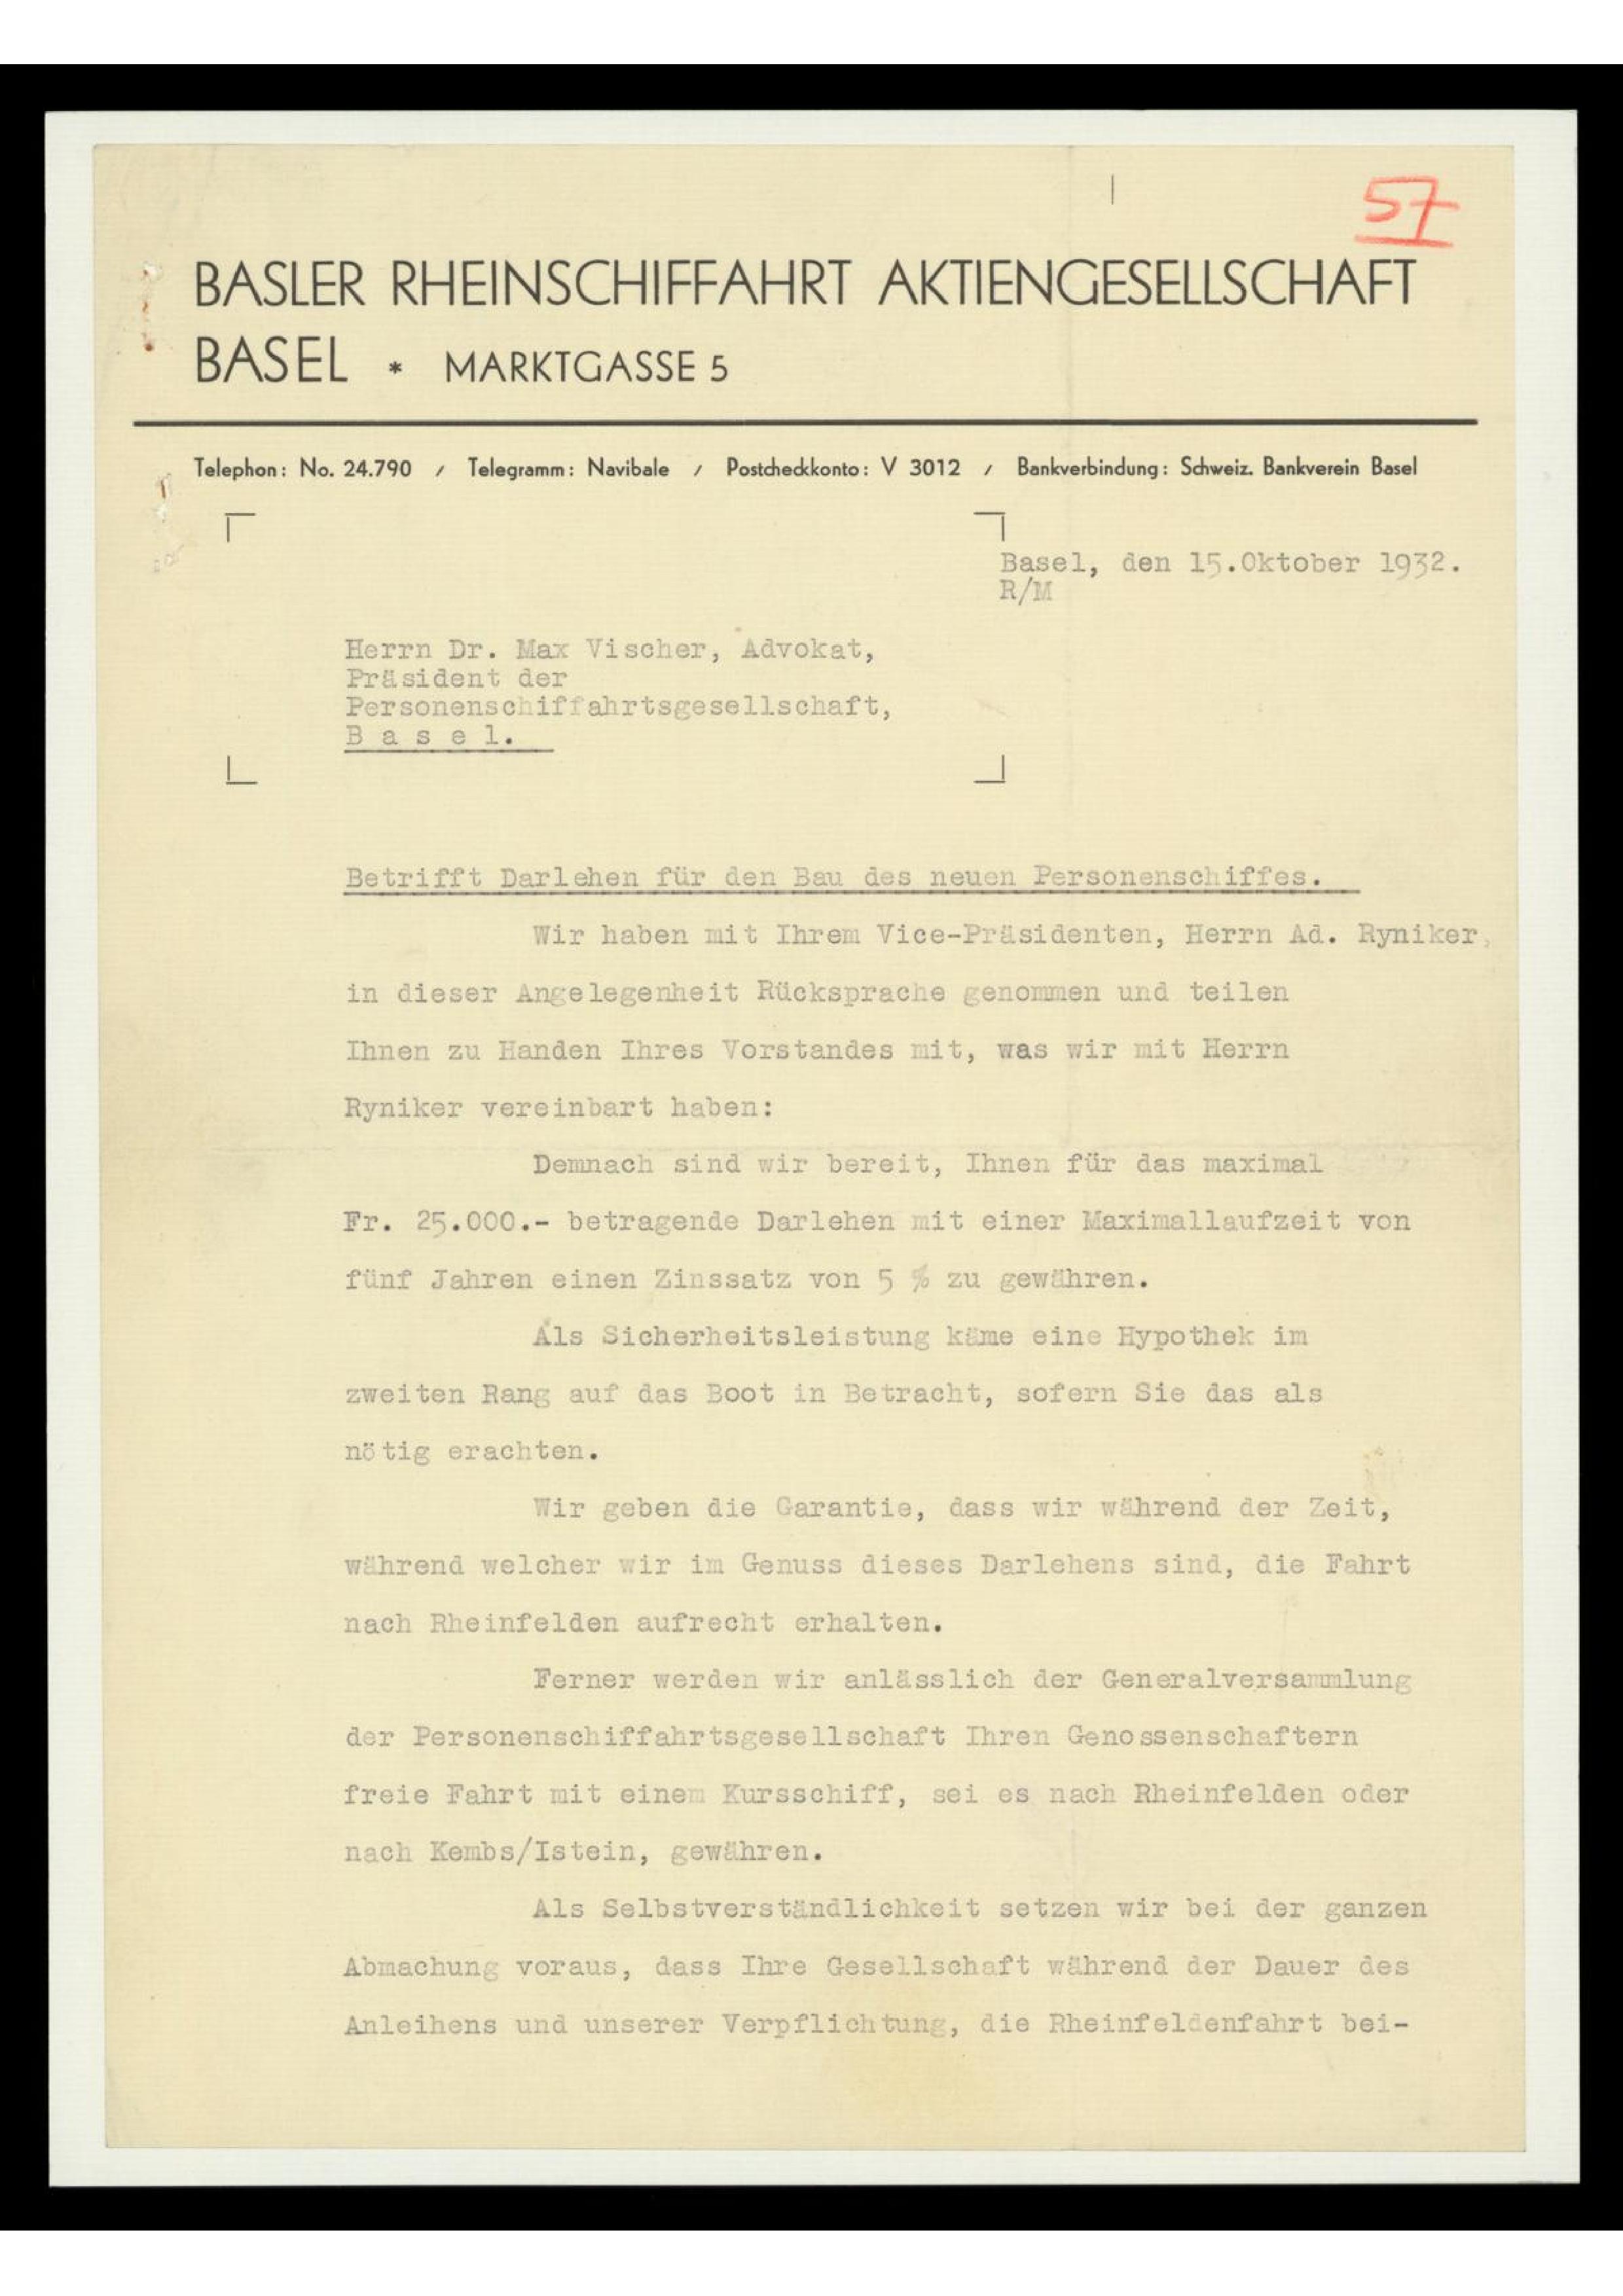 57
BASLER RHEINSCHIFFAHRT AKTIENGESELLSCHAFT
BASEL * MARKTGASSE 5
Telephon: No. 24.790 / Telegramm: Navibale / Postcheckkonto: V 3012 / Bankverbindung: Schweiz. Bankverein Basel
Basel, den 15.Oktober 1932.
R/M
Herrn Dr. Max Vischer, Advokat,
Präsident der
Personenschiffahrtsgesellschaft,
B a s e l.
Betrifft Darlehen für den Bau des neuen Personenschiffes.
Wir haben mit Ihrem Vice-Präsidenten, Herrn Ad. Ryniker,
in dieser Angelegenheit Rücksprache genommen und teilen
Ihnen zu Handen Ihres Vorstandes mit, was wir mit Herrn
Ryniker vereinbart haben:
Demnach sind wir bereit, Ihnen für das maximal
Fr. 25.000.- betragende Darlehen mit einer Maximallaufzeit von
fünf Jahren einen Zinssatz von 5 % zu gewähren.
Als Sicherheitsleistung käme eine Hypothek im
zweiten Rang auf das Boot in Betracht, sofern Sie das als
nötig erachten.
Wir geben die Garantie, dass wir während der Zeit,
während welcher wir im Genuss dieses Darlehens sind, die Fahrt
nach Rheinfelden aufrecht erhalten.
Ferner werden wir anlässlich der Generalversammlung
der Personenschiffahrtsgesellschaft Ihren Genossenschaftern
freie Fahrt mit einem Kursschiff, sei es nach Rheinfelden oder
nach Kembs/Istein, gewähren.
Als Selbstverständlichkeit setzen wir bei der ganzen
Abmachung voraus, dass Ihre Gesellschaft während der Dauer des
Anleihens und unserer Verpflichtung, die Rheinfeldenfahrt bei-